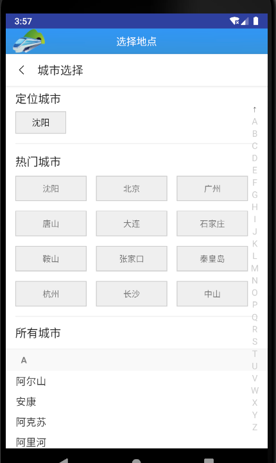 3:57
选择地点
城市选择
定位城市
沈阳
热门城市
沈阳 北京 广州
唐山 大连 石家庄
鞍山 张家口 秦皇岛
杭州 长沙 中山
所有城市
A
阿尔山
安康
阿克苏
阿里河
↑
A
B
C
D
E
F
G
H
I
J
K
L
M
N
O
P
Q
R
S
T
U
V
W
X
Y
Z